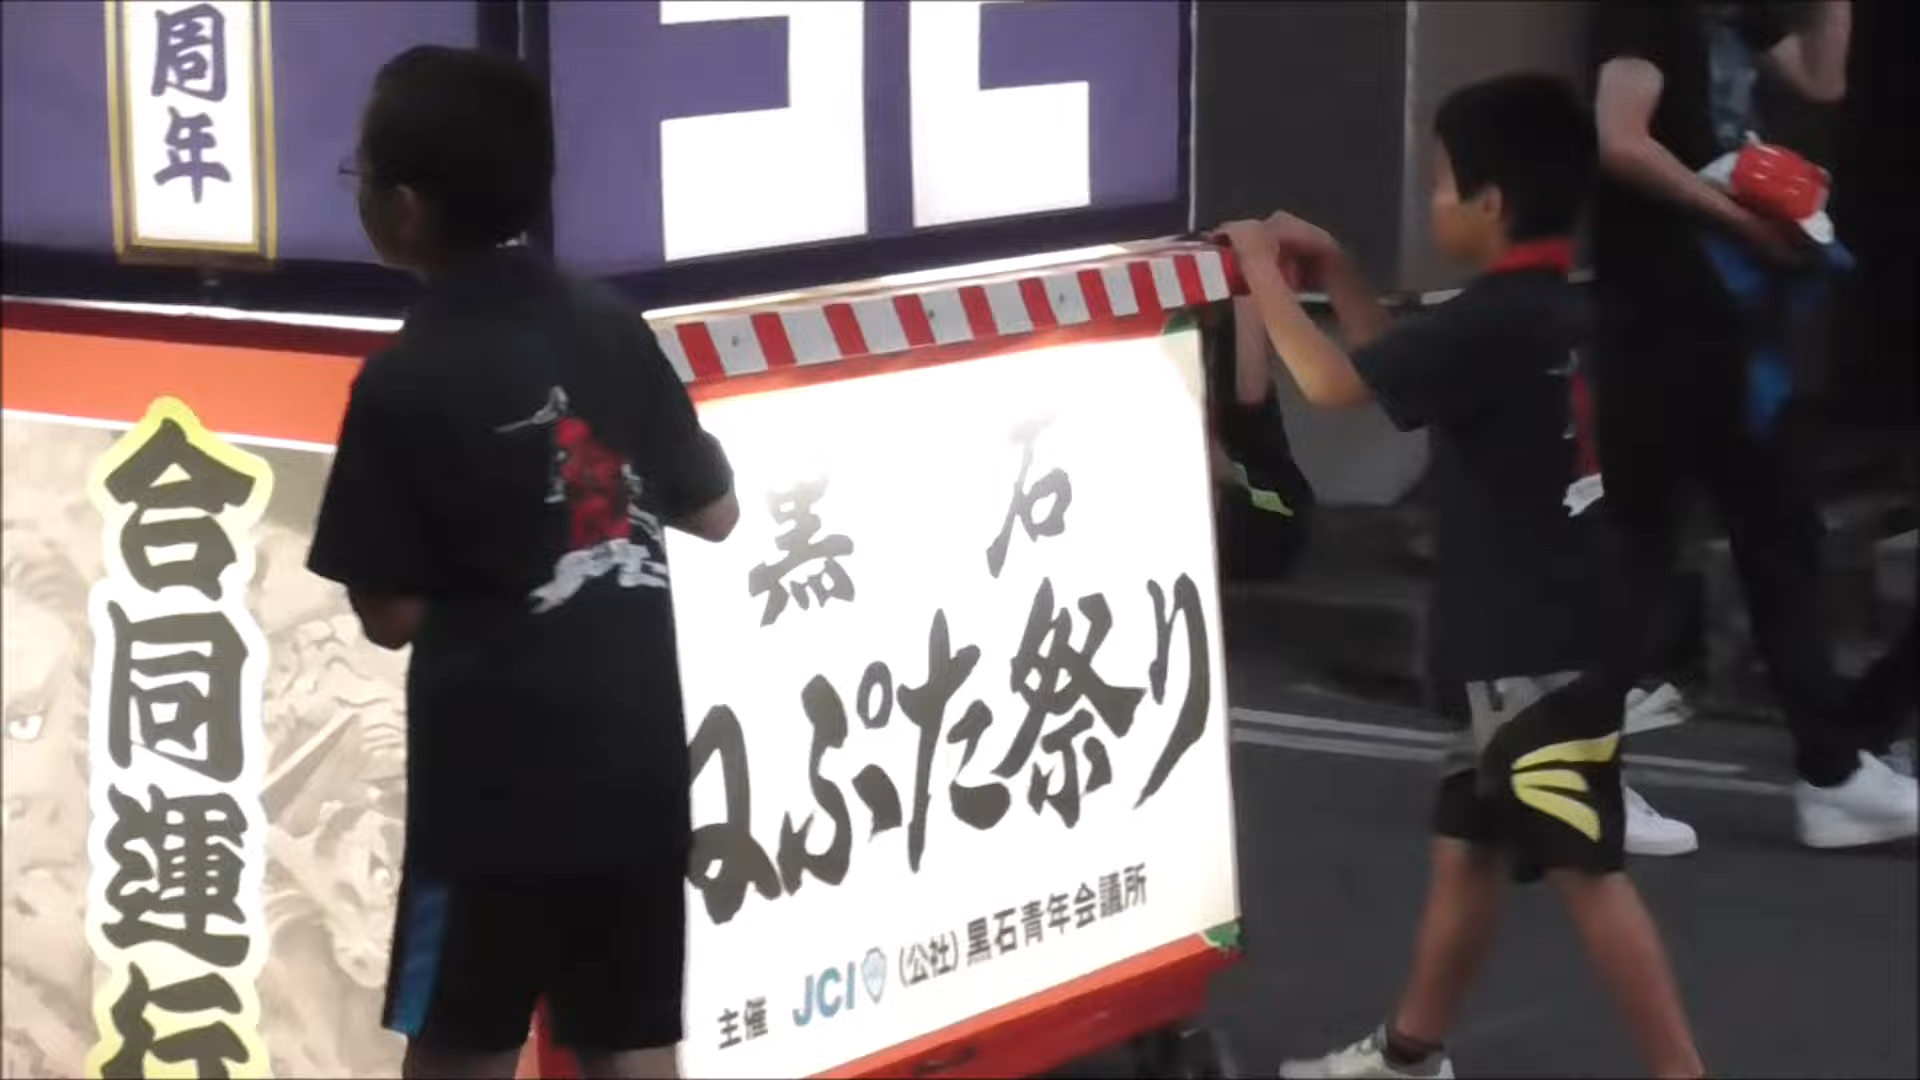 周年
合同運行
黒石
ねぷた祭り
主催 JCI (公社)黒石青年会議所